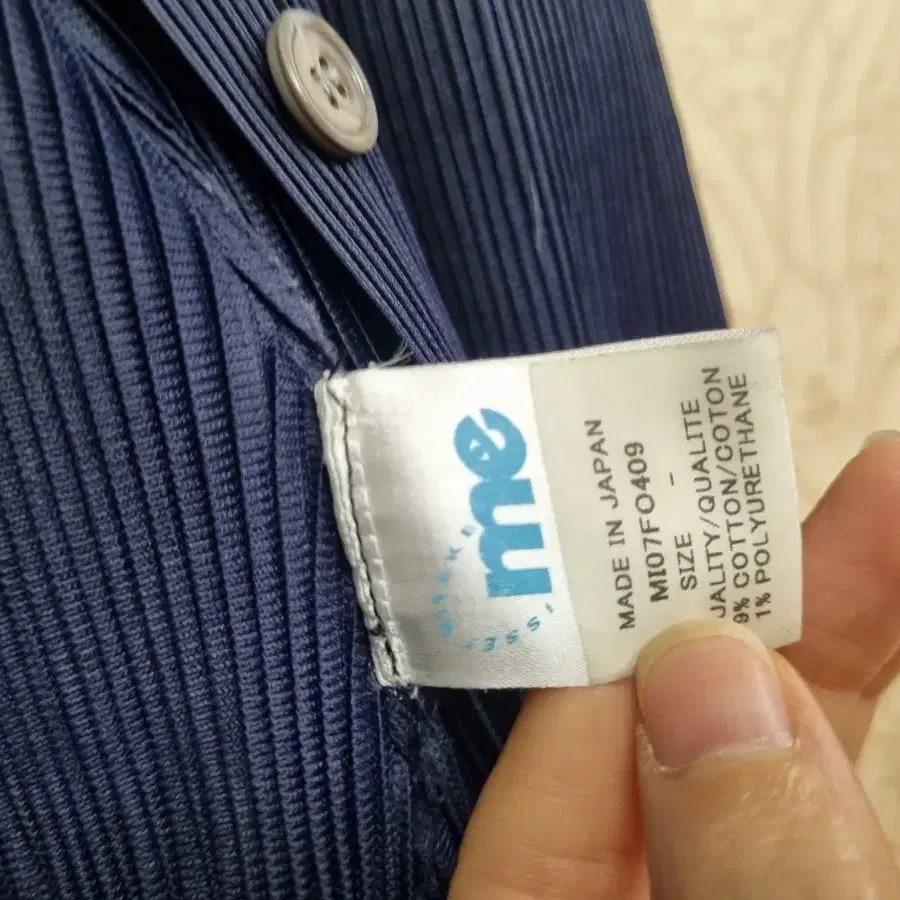 me
MADE IN JAPAN
MI07FO409
SIZE -
JALITY/QUALITE
9% COTTON/COTON
1% POLYURETHANE